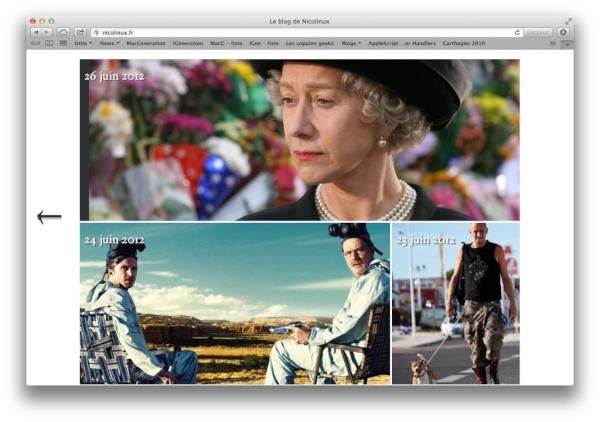 Le blog de Nicolinux
nicolinux.fr
Lecteur
Utile News MacGeneration iGeneration MacG - liste iGen - liste Les copains geeks Blogs AppleScript ...er Handlers Carthagéo 2010
26 juin 2012
24 juin 2012
23 juin 2012